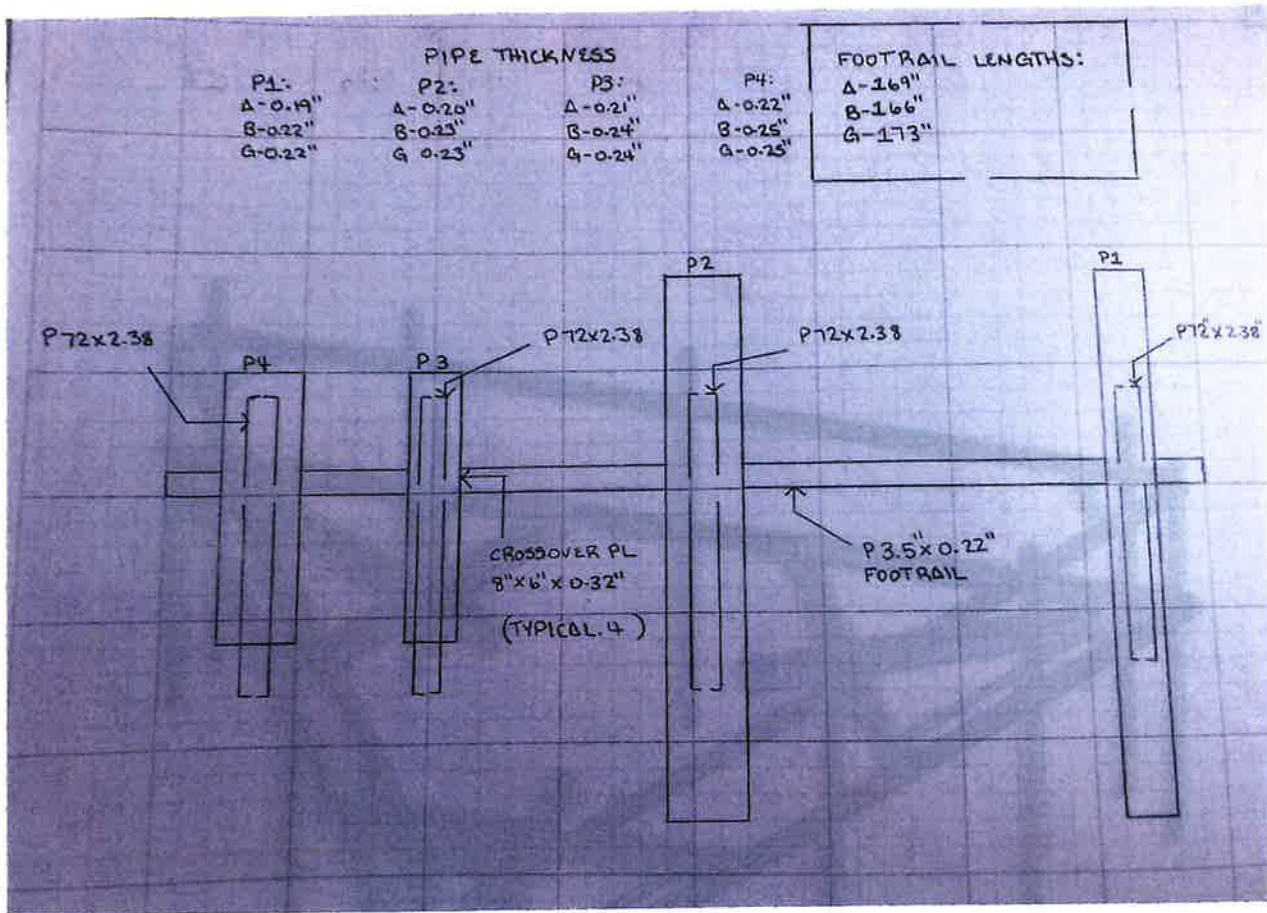 PIPE THICKNESS
P1:
A-0.19"
B-0.22"
G-0.22"
P2:
A-0.20"
B-0.23"
G 0.23"
P3:
A-0.21"
B-0.24"
G-0.24"
P4:
A-0.22"
B-0.25"
G-0.25"
FOOTRAIL LENGTHS:
A-169"
B-166"
G-173"
P2
P1
P 72x2.38
P4
P3
P72x2.38
P72x2.38
P72"x2.38"
CROSSOVER PL
8"x6"x0.32"
(TYPICAL.4)
P3.5"x0.22"
FOOTRAIL